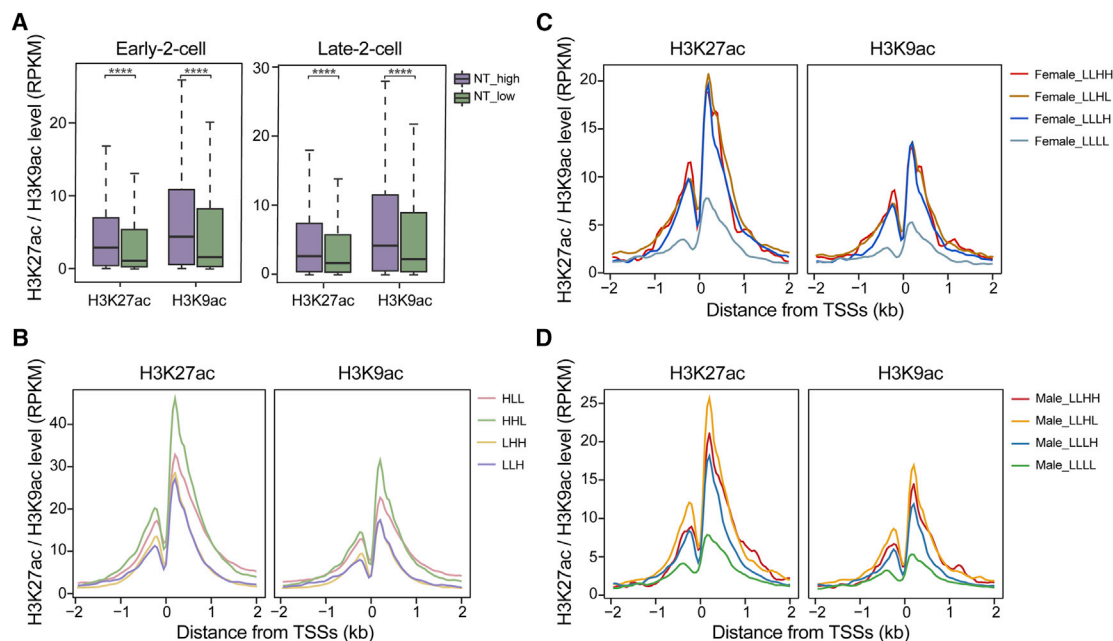 A
Early-2-cell
Late-2-cell
H3K27ac / H3K9ac level (RPKM)
20
10
0
****
****
H3K27ac
H3K9ac
30
20
10
0
****
****
H3K27ac
H3K9ac
NT_high
NT_low
B
H3K27ac
H3K9ac
H3K27ac / H3K9ac level (RPKM)
40
30
20
10
0
−2 −1 0 1 2
−2 −1 0 1 2
Distance from TSSs (kb)
HLL
HHL
LHH
LLH
C
H3K27ac
H3K9ac
H3K27ac / H3K9ac level (RPKM)
20
15
10
5
0
−2 −1 0 1 2
−2 −1 0 1 2
Distance from TSSs (kb)
Female_LLHH
Female_LLHL
Female_LLLH
Female_LLLL
D
H3K27ac
H3K9ac
H3K27ac / H3K9ac level (RPKM)
25
20
15
10
5
0
−2 −1 0 1 2
−2 −1 0 1 2
Distance from TSSs (kb)
Male_LLHH
Male_LLHL
Male_LLLH
Male_LLLL